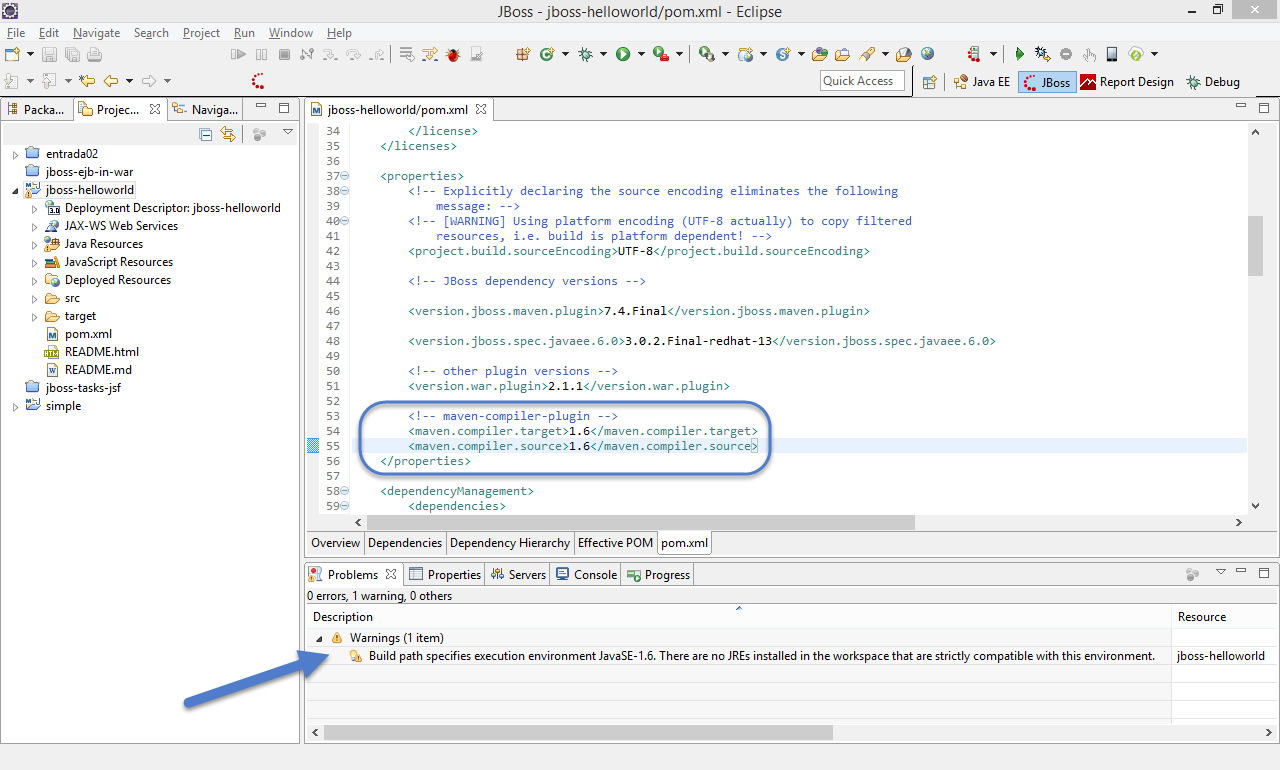 JBoss - jboss-helloworld/pom.xml - Eclipse
File Edit Navigate Search Project Run Window Help
Quick Access
Java EE
JBoss
Report Design
Debug
Packa...
Projec...
Naviga...
entrada02
jboss-ejb-in-war
jboss-helloworld
Deployment Descriptor: jboss-helloworld
JAX-WS Web Services
Java Resources
JavaScript Resources
Deployed Resources
src
target
pom.xml
README.html
README.md
jboss-tasks-jsf
simple
jboss-helloworld/pom.xml
34 </license>
35 </licenses>
36
37 <properties>
38 <!-- Explicitly declaring the source encoding eliminates the following
39 message: -->
40 <!-- [WARNING] Using platform encoding (UTF-8 actually) to copy filtered
41 resources, i.e. build is platform dependent! -->
42 <project.build.sourceEncoding>UTF-8</project.build.sourceEncoding>
43
44 <!-- JBoss dependency versions -->
45
46 <version.jboss.maven.plugin>7.4.Final</version.jboss.maven.plugin>
47
48 <version.jboss.spec.javaee.6.0>3.0.2.Final-redhat-13</version.jboss.spec.javaee.6.0>
49
50 <!-- other plugin versions -->
51 <version.war.plugin>2.1.1</version.war.plugin>
52
53 <!-- maven-compiler-plugin -->
54 <maven.compiler.target>1.6</maven.compiler.target>
55 <maven.compiler.source>1.6</maven.compiler.source>
56 </properties>
57
58 <dependencyManagement>
59 <dependencies>
Overview Dependencies Dependency Hierarchy Effective POM pom.xml
Problems Properties Servers Console Progress
0 errors, 1 warning, 0 others
Description Resource
Warnings (1 item)
Build path specifies execution environment JavaSE-1.6. There are no JREs installed in the workspace that are strictly compatible with this environment. jboss-helloworld